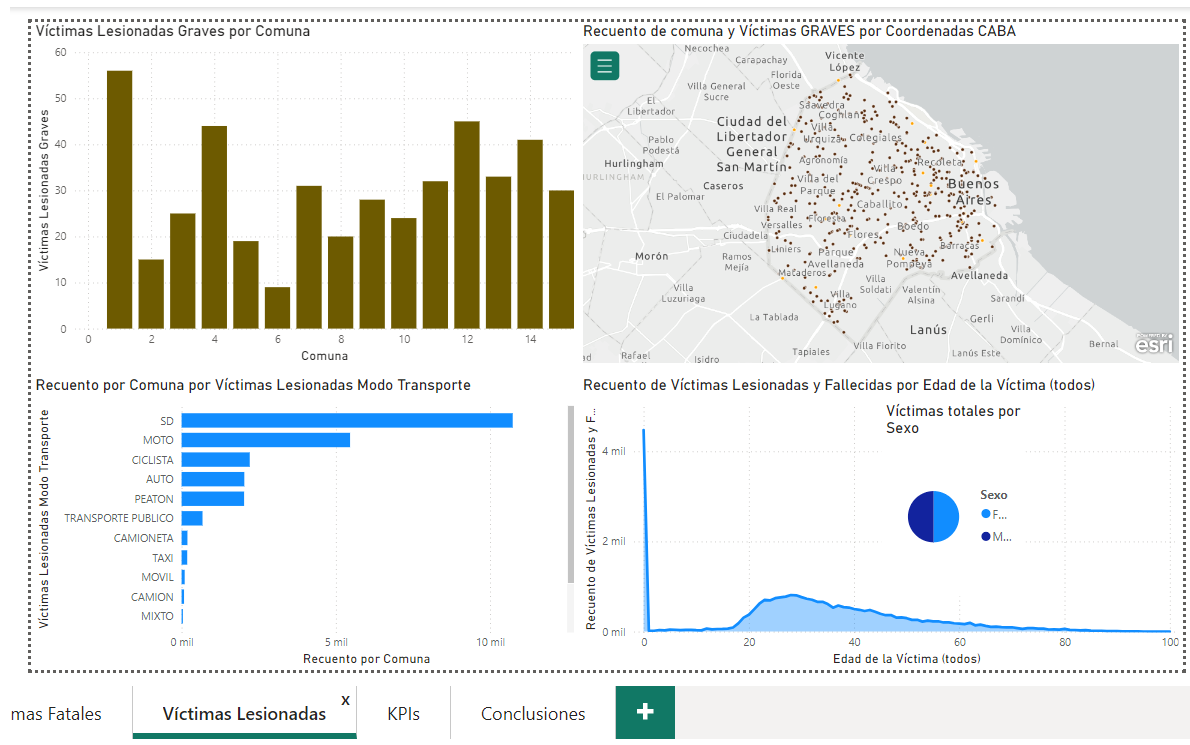 Víctimas Lesionadas Graves por Comuna
Víctimas Lesionadas Graves
60
50
40
30
20
10
0
0 2 4 6 8 10 12 14
Comuna
Recuento de comuna y Víctimas GRAVES por Coordenadas CABA
Necochea
Carapachay
Vicente
López
Florida
Oeste
Villa General
Sucre
El
Libertador
Saavedra
Coghlan
Ciudad del
Libertador
General
San Martín
Villa
Urquiza
Colegiales
Pablo
Podestá
Agronomía
Recoleta
Hurlingham
HURLINGHAM
Caseros
Villa del
Parque
Villa
Crespo
Buenos
Aires
El Palomar
Caballito
Villa Real
Floresta
Versalles
Boedo
Ciudadela
Flores
Barracas
Liniers
Morón
Ramos
Mejía
Parque
Avellaneda
Nueva
Pompeya
Mataderos
Avellaneda
Villa
Luzuriaga
Villa
Soldati
Valentín
Alsina
Villa
Lugano
Sarandí
La Tablada
Gerli
Lanús
Villa
Domínico
ad
Rafael
Isidro
Tapiales
Villa Fiorito
Lanús Este
Bernal
POWERED BY
esri
Recuento por Comuna por Víctimas Lesionadas Modo Transporte
Víctimas Lesionadas Modo Transporte
SD
MOTO
CICLISTA
AUTO
PEATON
TRANSPORTE PUBLICO
CAMIONETA
TAXI
MOVIL
CAMION
MIXTO
0 mil 5 mil 10 mil
Recuento por Comuna
Recuento de Víctimas Lesionadas y Fallecidas por Edad de la Víctima (todos)
Recuento de Víctimas Lesionadas y F...
4 mil
2 mil
0 mil
0 20 40 60 80 100
Edad de la Víctima (todos)
Víctimas totales por
Sexo
Sexo
F...
M...
mas Fatales
Víctimas Lesionadas
x
KPIs
Conclusiones
+